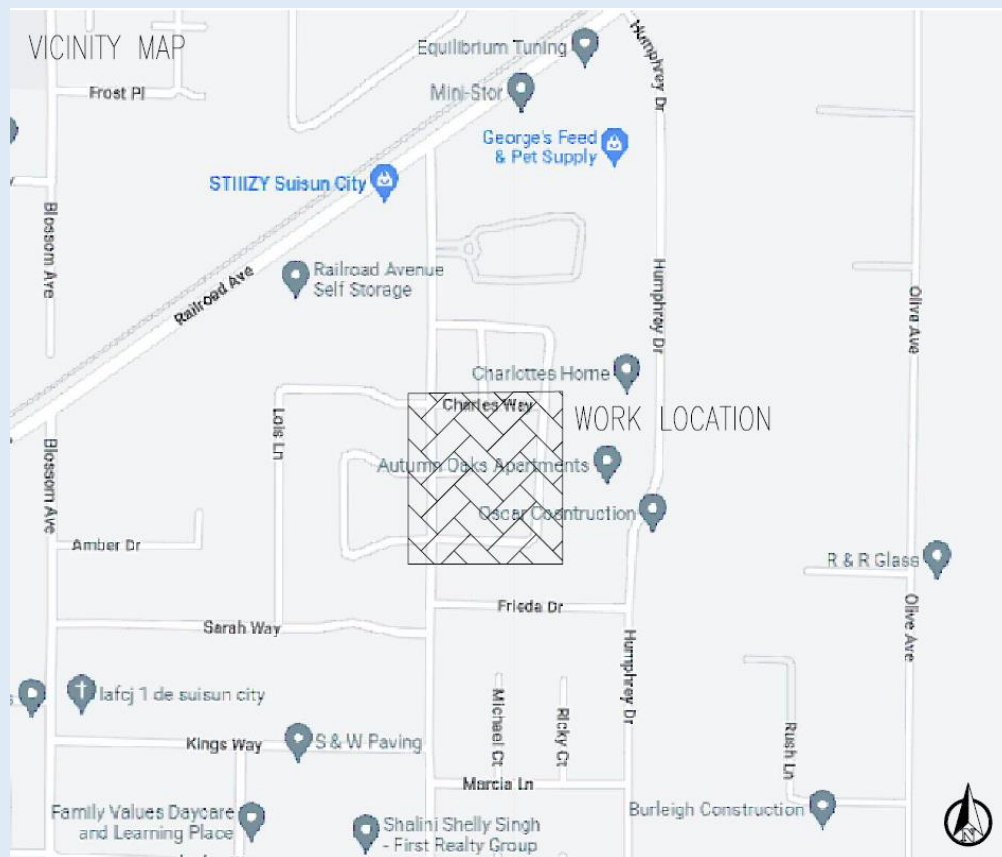 VICINITY MAP
Equilibrium Tuning
Humphrey Dr
Frost Pl
Mini-Stor
George's Feed
& Pet Supply
STIIIZY Suisun City
Blossom Ave
Railroad Avenue
Self Storage
Railroad Ave
Humphrey Dr
Olive Ave
Charlottes Home
Charles Way
WORK LOCATION
Lois Ln
Blossom Ave
Autumn Oaks Apartments
Oscar Cosntruction
Amber Dr
R & R Glass
Frieda Dr
Olive Ave
Sarah Way
Humphrey Dr
s
Iafcj 1 de suisun city
Michael Ct
Ricky Ct
Rush Ln
Kings Way
S & W Paving
Marcia Ln
Family Values Daycare
and Learning Place
Shalini Shelly Singh
- First Realty Group
Burleigh Construction
N